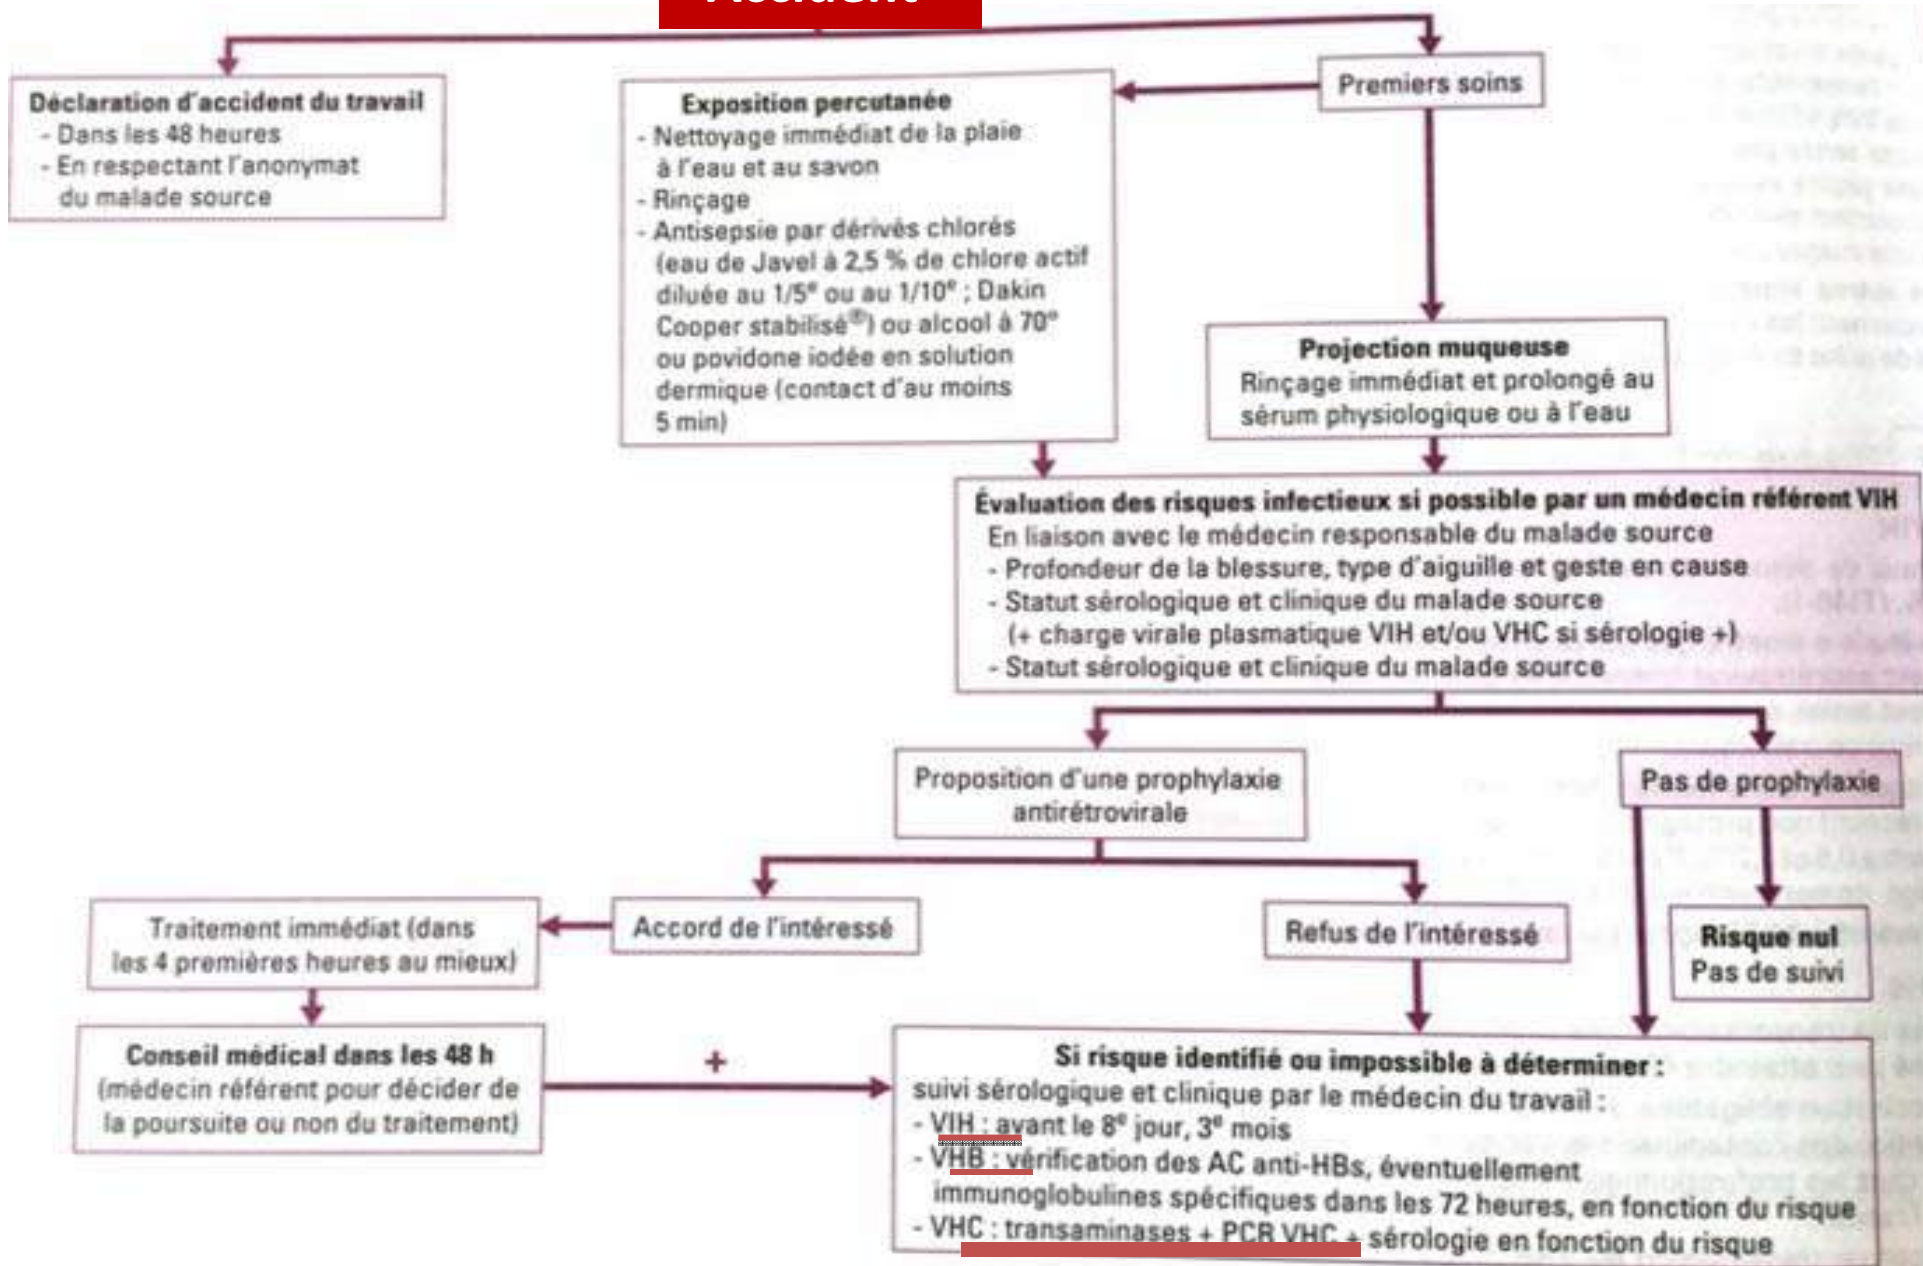 Accident
Premiers soins
Déclaration d'accident du travail
- Dans les 48 heures
- En respectant l'anonymat
du malade source
Exposition percutanée
- Nettoyage immédiat de la plaie
à l'eau et au savon
- Rinçage
- Antisepsie par dérivés chlorés
(eau de Javel à 2,5 % de chlore actif
diluée au 1/5e ou au 1/10e ; Dakin
Cooper stabilisé®) ou alcool à 70°
ou povidone iodée en solution
dermique (contact d'au moins
5 min)
Projection muqueuse
Rinçage immédiat et prolongé au
sérum physiologique ou à l'eau
Évaluation des risques infectieux si possible par un médecin référent VIH
En liaison avec le médecin responsable du malade source
- Profondeur de la blessure, type d'aiguille et geste en cause
- Statut sérologique et clinique du malade source
(+ charge virale plasmatique VIH et/ou VHC si sérologie +)
- Statut sérologique et clinique du malade source
Proposition d'une prophylaxie
antirétrovirale
Pas de prophylaxie
Traitement immédiat (dans
les 4 premières heures au mieux)
Accord de l'intéressé
Refus de l'intéressé
Risque nul
Pas de suivi
Conseil médical dans les 48 h
(médecin référent pour décider de
la poursuite ou non du traitement)
+
Si risque identifié ou impossible à déterminer :
suivi sérologique et clinique par le médecin du travail :
- VIH : avant le 8e jour, 3e mois
- VHB : vérification des AC anti-HBs, éventuellement
immunoglobulines spécifiques dans les 72 heures, en fonction du risque
- VHC : transaminases + PCR VHC + sérologie en fonction du risque